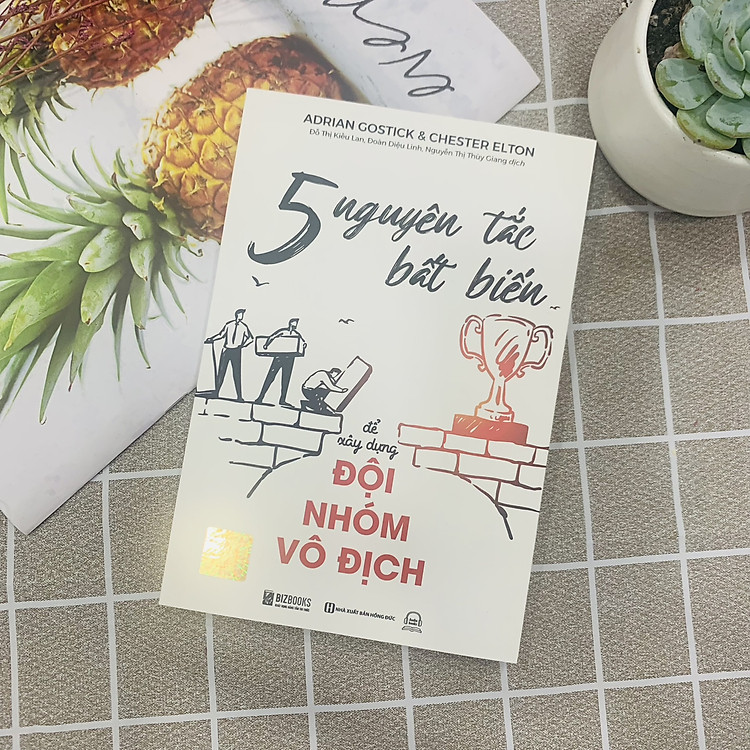 even
ADRIAN GOSTICK & CHESTER ELTON
Đỗ Thị Kiều Lan, Đoàn Diệu Linh, Nguyễn Thị Thùy Giang dịch
5 nguyên tắc
bất biến
để
xây dựng
ĐỘI
NHÓM
VÔ ĐỊCH
BIZBOOKS
NHÀ XUẤT BẢN HỒNG ĐỨC